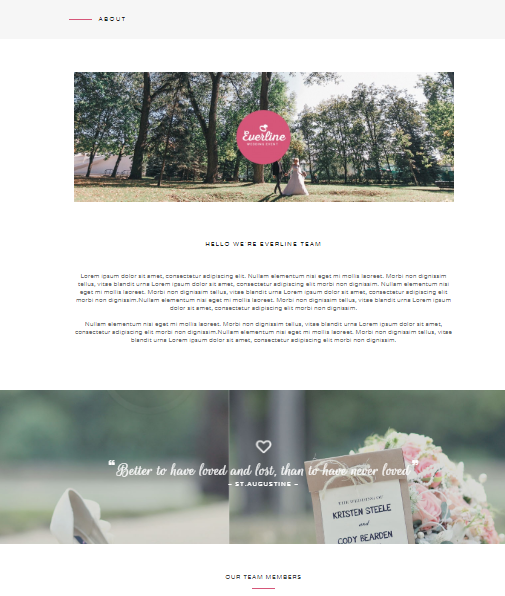 ABOUT
Everline
WEDDING EVENT
HELLO WE RE EVERLINE TEAM
Lorem ipsum dolor sit amet, consectetur adipiscing elit. Nullam elementum nisi eget mi mollis laoreet. Morbi non dignissim
tellus, vitae blandit urna Lorem ipsum dolor sit amet, consectetur adipiscing elit morbi non dignissim. Nullam elementum nisi
eget mi mollis laoreet. Morbi non dignissim tellus, vitae blandit urna Lorem ipsum dolor sit amet, consectetur adipiscing elit
morbi non dignissim.Nullam elementum nisi eget mi mollis laoreet. Morbi non dignissim tellus, vitae blandit urna Lorem ipsum
dolor sit amet, consectetur adipiscing elit morbi non dignissim.
Nullam elementum nisi eget mi mollis laoreet. Morbi non dignissim tellus, vitae blandit urna Lorem ipsum dolor sit amet,
consectetur adipiscing elit morbi non dignissim.Nullam elementum nisi eget mi mollis laoreet. Morbi non dignissim tellus, vitae
blandit urna Lorem ipsum dolor sit amet, consectetur adipiscing elit morbi non dignissim.
“Better to have loved and lost, than to have never loved”
– ST.AUGUSTINE –
THE WEDDING OF
KRISTEN STEELE
and
CODY BEARDEN
OUR TEAM MEMBERS